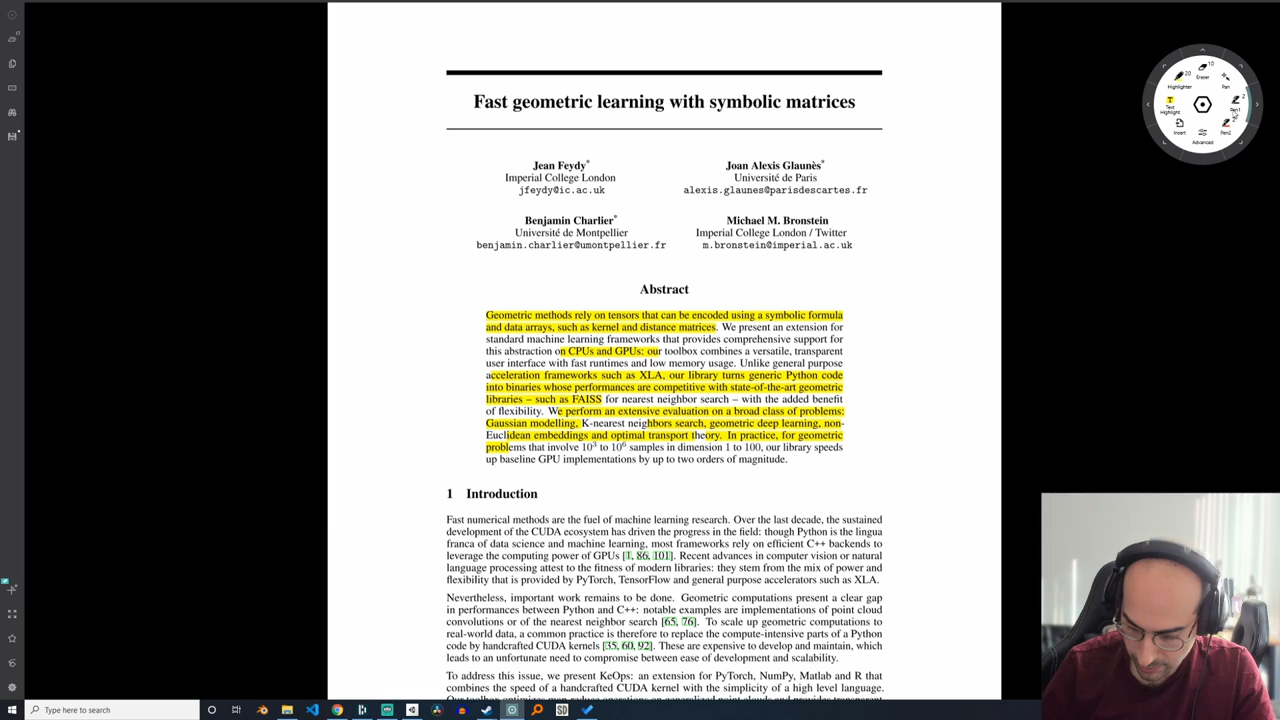 Fast geometric learning with symbolic matrices
Jean Feydy*
Imperial College London
jfeydy@ic.ac.uk
Joan Alexis Glaunès*
Université de Paris
alexis.glaunes@parisdescartes.fr
Benjamin Charlier*
Université de Montpellier
benjamin.charlier@umontpellier.fr
Michael M. Bronstein
Imperial College London / Twitter
m.bronstein@imperial.ac.uk
Abstract
Geometric methods rely on tensors that can be encoded using a symbolic formula
and data arrays, such as kernel and distance matrices. We present an extension for
standard machine learning frameworks that provides comprehensive support for
this abstraction on CPUs and GPUs: our toolbox combines a versatile, transparent
user interface with fast runtimes and low memory usage. Unlike general purpose
acceleration frameworks such as XLA, our library turns generic Python code
into binaries whose performances are competitive with state-of-the-art geometric
libraries – such as FAISS for nearest neighbor search – with the added benefit
of flexibility. We perform an extensive evaluation on a broad class of problems:
Gaussian modelling, K-nearest neighbors search, geometric deep learning, non-
Euclidean embeddings and optimal transport theory. In practice, for geometric
problems that involve 10³ to 10⁶ samples in dimension 1 to 100, our library speeds
up baseline GPU implementations by up to two orders of magnitude.
1 Introduction
Fast numerical methods are the fuel of machine learning research. Over the last decade, the sustained
development of the CUDA ecosystem has driven the progress in the field: though Python is the lingua
franca of data science and machine learning, most frameworks rely on efficient C++ backends to
leverage the computing power of GPUs [1, 86, 101]. Recent advances in computer vision or natural
language processing attest to the fitness of modern libraries: they stem from the mix of power and
flexibility that is provided by PyTorch, TensorFlow and general purpose accelerators such as XLA.
Nevertheless, important work remains to be done. Geometric computations present a clear gap
in performances between Python and C++: notable examples are implementations of point cloud
convolutions or of the nearest neighbor search [65, 76]. To scale up geometric computations to
real-world data, a common practice is therefore to replace the compute-intensive parts of a Python
code by handcrafted CUDA kernels [35, 60, 92]. These are expensive to develop and maintain, which
leads to an unfortunate need to compromise between ease of development and scalability.
To address this issue, we present KeOps: an extension for PyTorch, NumPy, Matlab and R that
combines the speed of a handcrafted CUDA kernel with the simplicity of a high level language.
Eraser
10
Highlighter
20
Pan
Text
Highlight
Pen1
2
Insert
Pen2
Advanced
Type here to search
SD